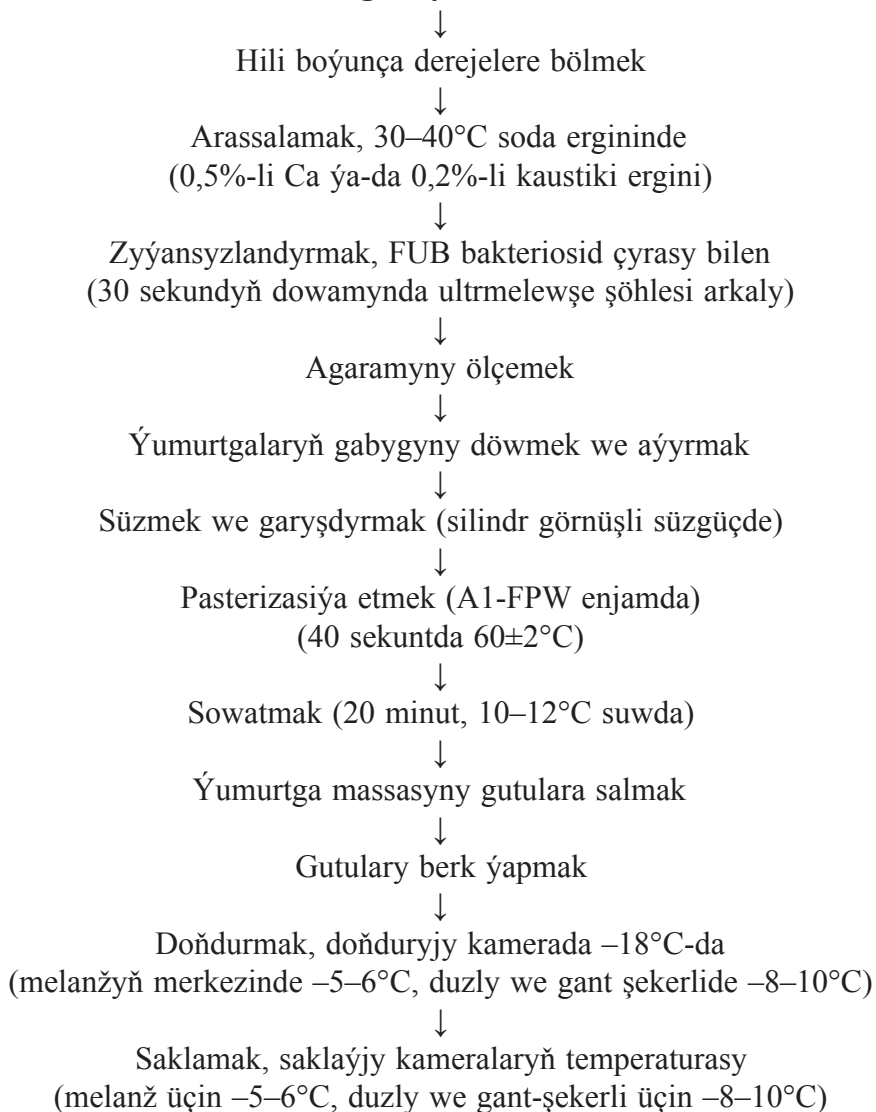 ↓
Hili boýunça derejelere bölmek
↓
Arassalamak, 30–40°C soda ergininde
(0,5%-li Ca ýa-da 0,2%-li kaustiki ergini)
↓
Zyýansyzlandyrmak, FUB bakteriosid çyrasy bilen
(30 sekundyň dowamynda ultrmelewşe şöhlesi arkaly)
↓
Agaramyny ölçemek
↓
Ýumurtgalaryň gabygyny döwmek we aýyrmak
↓
Süzmek we garyşdyrmak (silindr görnüşli süzgüçde)
↓
Pasterizasiýa etmek (A1-FPW enjamda)
(40 sekuntda 60±2°C)
↓
Sowatmak (20 minut, 10–12°C suwda)
↓
Ýumurtga massasyny gutulara salmak
↓
Gutulary berk ýapmak
↓
Doňdurmak, doňduryjy kamerada –18°C-da
(melanžyň merkezinde –5–6°C, duzly we gant şekerlide –8–10°C)
↓
Saklamak, saklaýjy kameralaryň temperaturasy
(melanž üçin –5–6°C, duzly we gant-şekerli üçin –8–10°C)